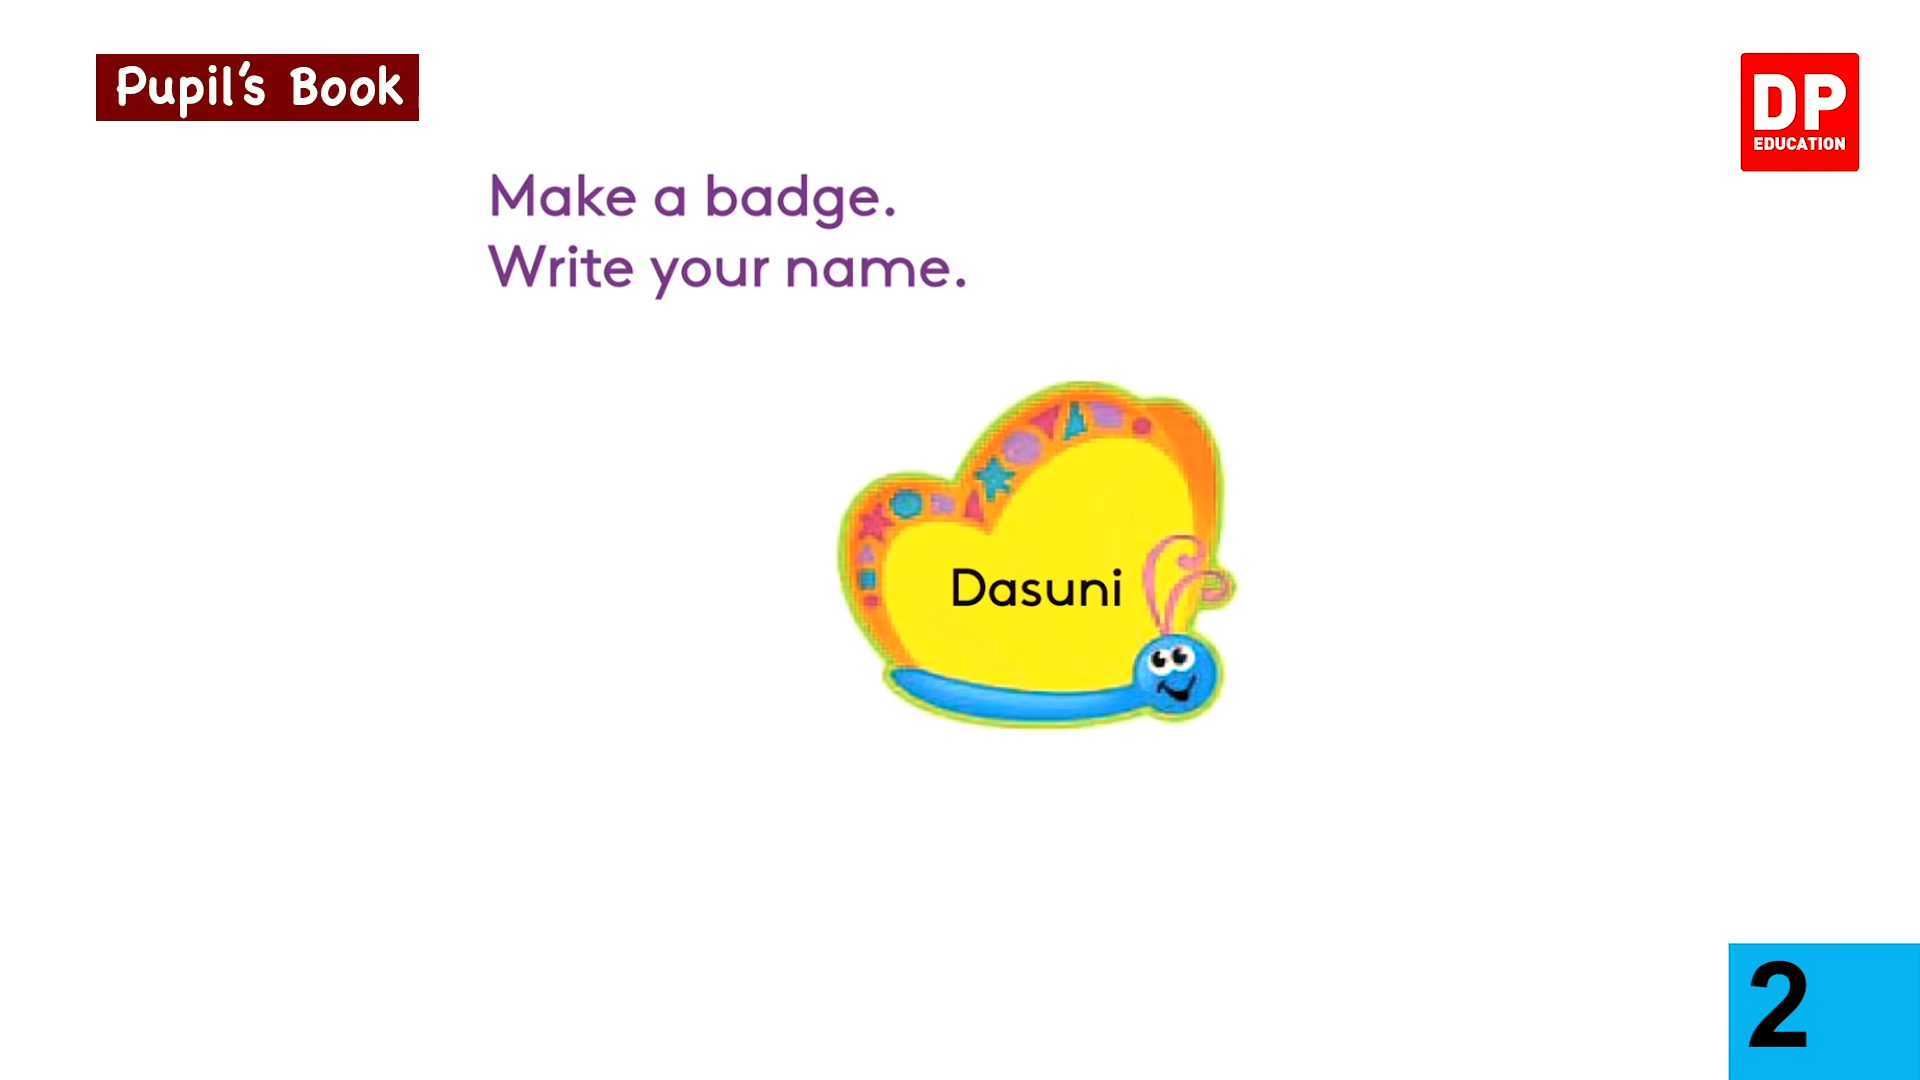 Pupil's Book
DP
EDUCATION
Make a badge.
Write your name.
Dasuni
2